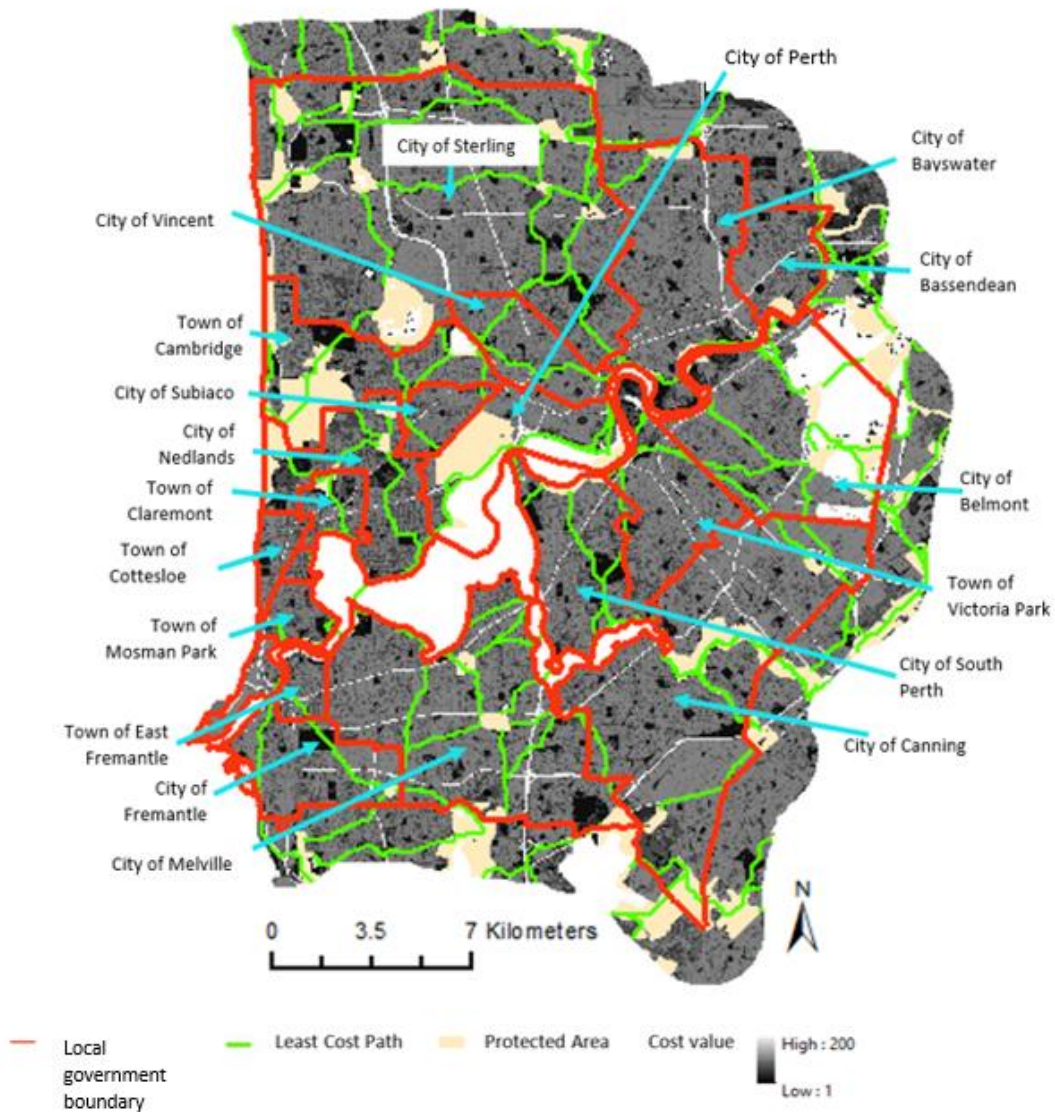 City of Perth
City of Sterling
City of
Bayswater
City of Vincent
City of
Bassendean
Town of
Cambridge
City of Subiaco
City of
Nedlands
Town of
Claremont
City of
Belmont
Town of
Cottesloe
Town of
Victoria Park
Town of
Mosman Park
City of South
Perth
Town of East
Fremantle
City of Canning
City of
Fremantle
City of Melville
N
0 3.5 7 Kilometers
Local
government
boundary
Least Cost Path
Protected Area
Cost value
High : 200
Low : 1